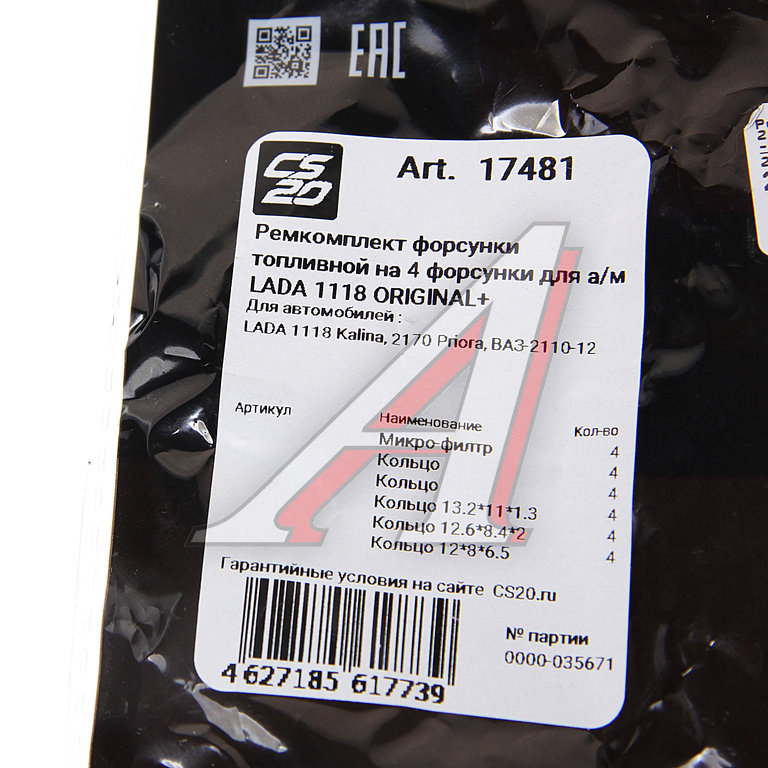 EAC
CS
20
Art. 17481
Ремкомплект форсунки
топливной на 4 форсунки для а/м
LADA 1118 ORIGINAL+
Для автомобилей :
LADA 1118 Kalina, 2170 Priora, ВАЗ-2110-12
Артикул Наименование Кол-во
Микро-филтр 4
Кольцо 4
Кольцо 4
Кольцо 13.2*11*1.3 4
Кольцо 12.6*8.4*2 4
Кольцо 12*8*6.5 4
Гарантийные условия на сайте CS20.ru
4 627185 617739
№ партии
0000-035671